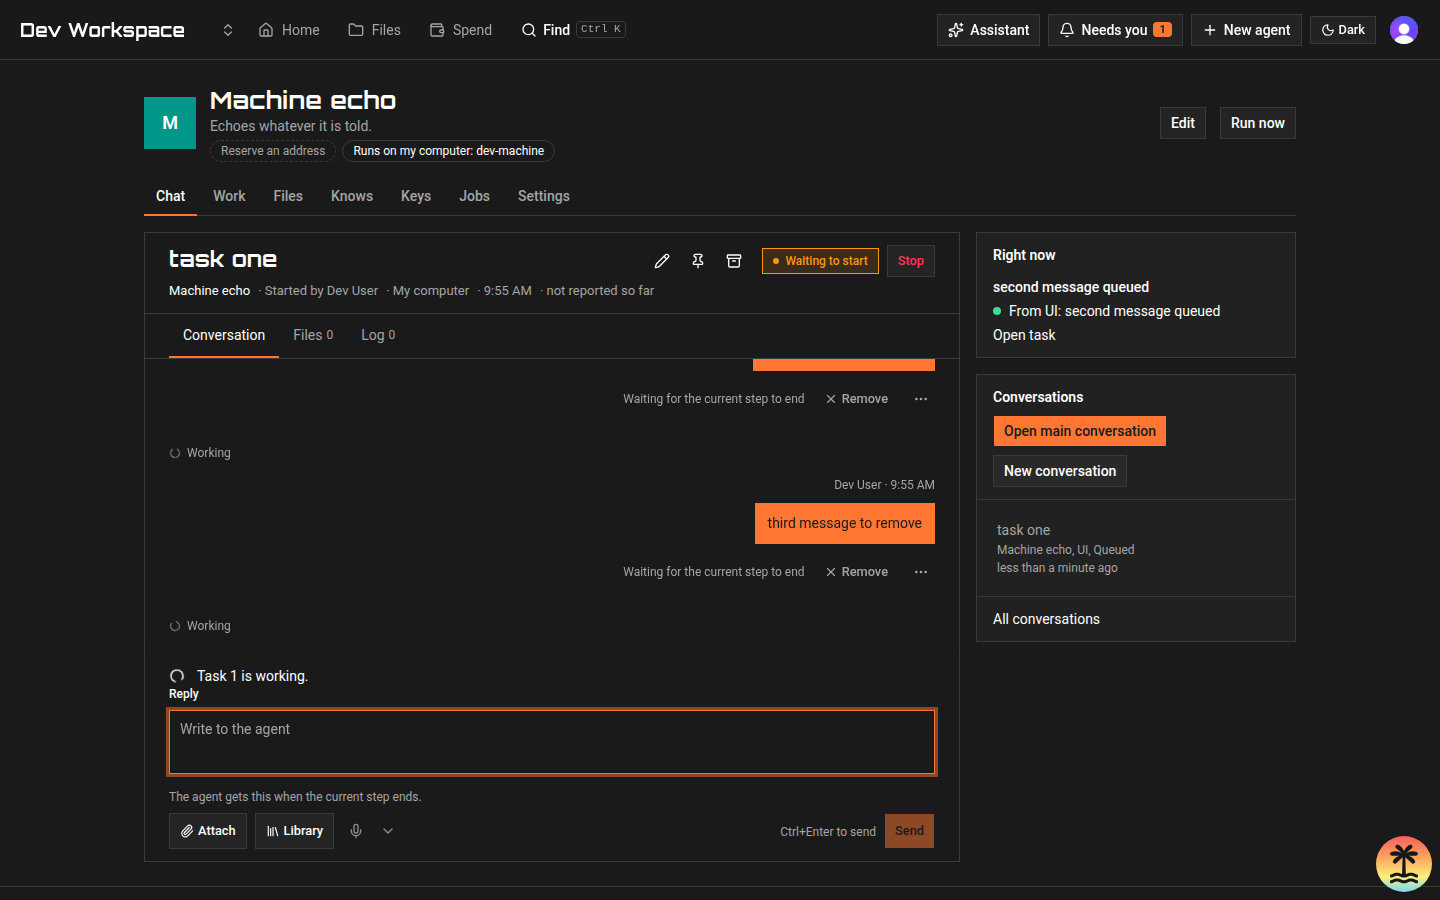 Dev Workspace
Home
Files
Spend
Find
Ctrl K
Assistant
Needs you 1
New agent
Dark
M
Machine echo
Echoes whatever it is told.
Reserve an address
Runs on my computer: dev-machine
Edit
Run now
Chat
Work
Files
Knows
Keys
Jobs
Settings
task one
Waiting to start
Stop
Machine echo · Started by Dev User · My computer · 9:55 AM · not reported so far
Conversation
Files 0
Log 0
Waiting for the current step to end
Remove
Working
Dev User · 9:55 AM
third message to remove
Waiting for the current step to end
Remove
Working
Task 1 is working.
Reply
Write to the agent
The agent gets this when the current step ends.
Attach
Library
Ctrl+Enter to send
Send
Right now
second message queued
From UI: second message queued
Open task
Conversations
Open main conversation
New conversation
task one
Machine echo, UI, Queued
less than a minute ago
All conversations